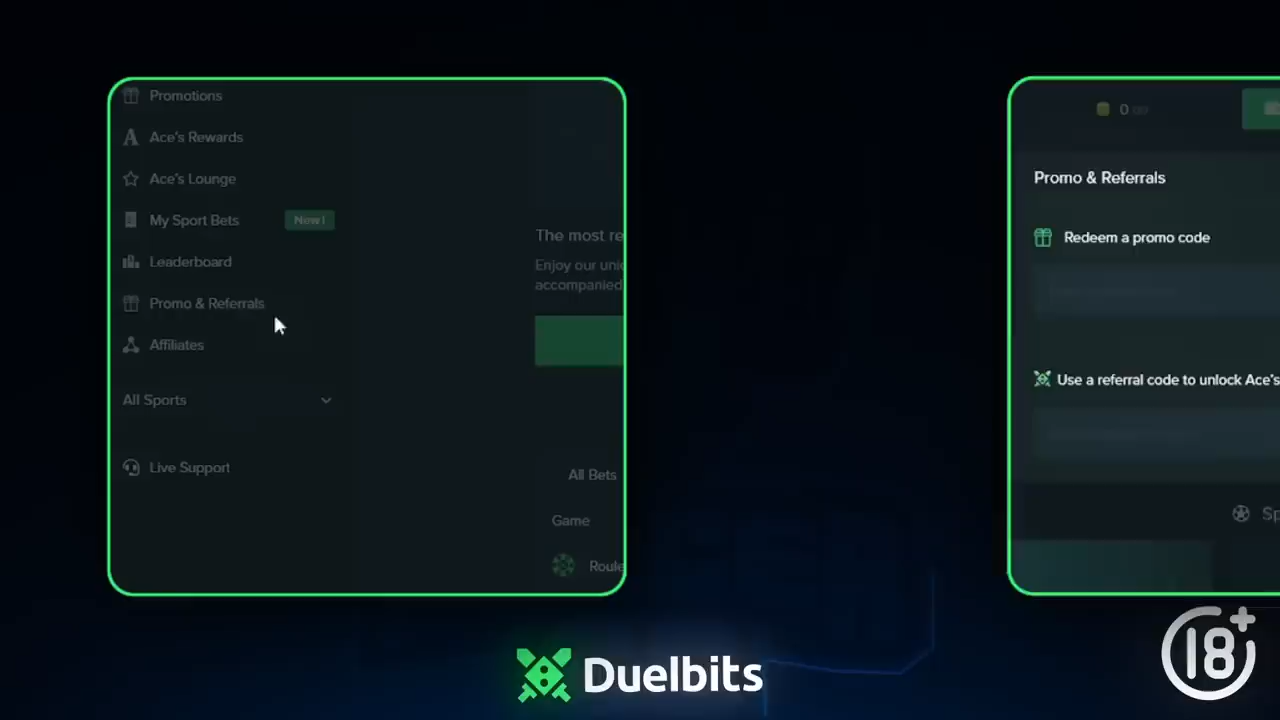 Promotions
Ace's Rewards
Ace's Lounge
My Sport Bets
New!
Leaderboard
Promo & Referrals
Affiliates
All Sports
Live Support
The most re
Enjoy our uni
accompanied
All Bets
Game
Roule
0
Promo & Referrals
Redeem a promo code
Use a referral code to unlock Ace's
Sp
Duelbits
18+